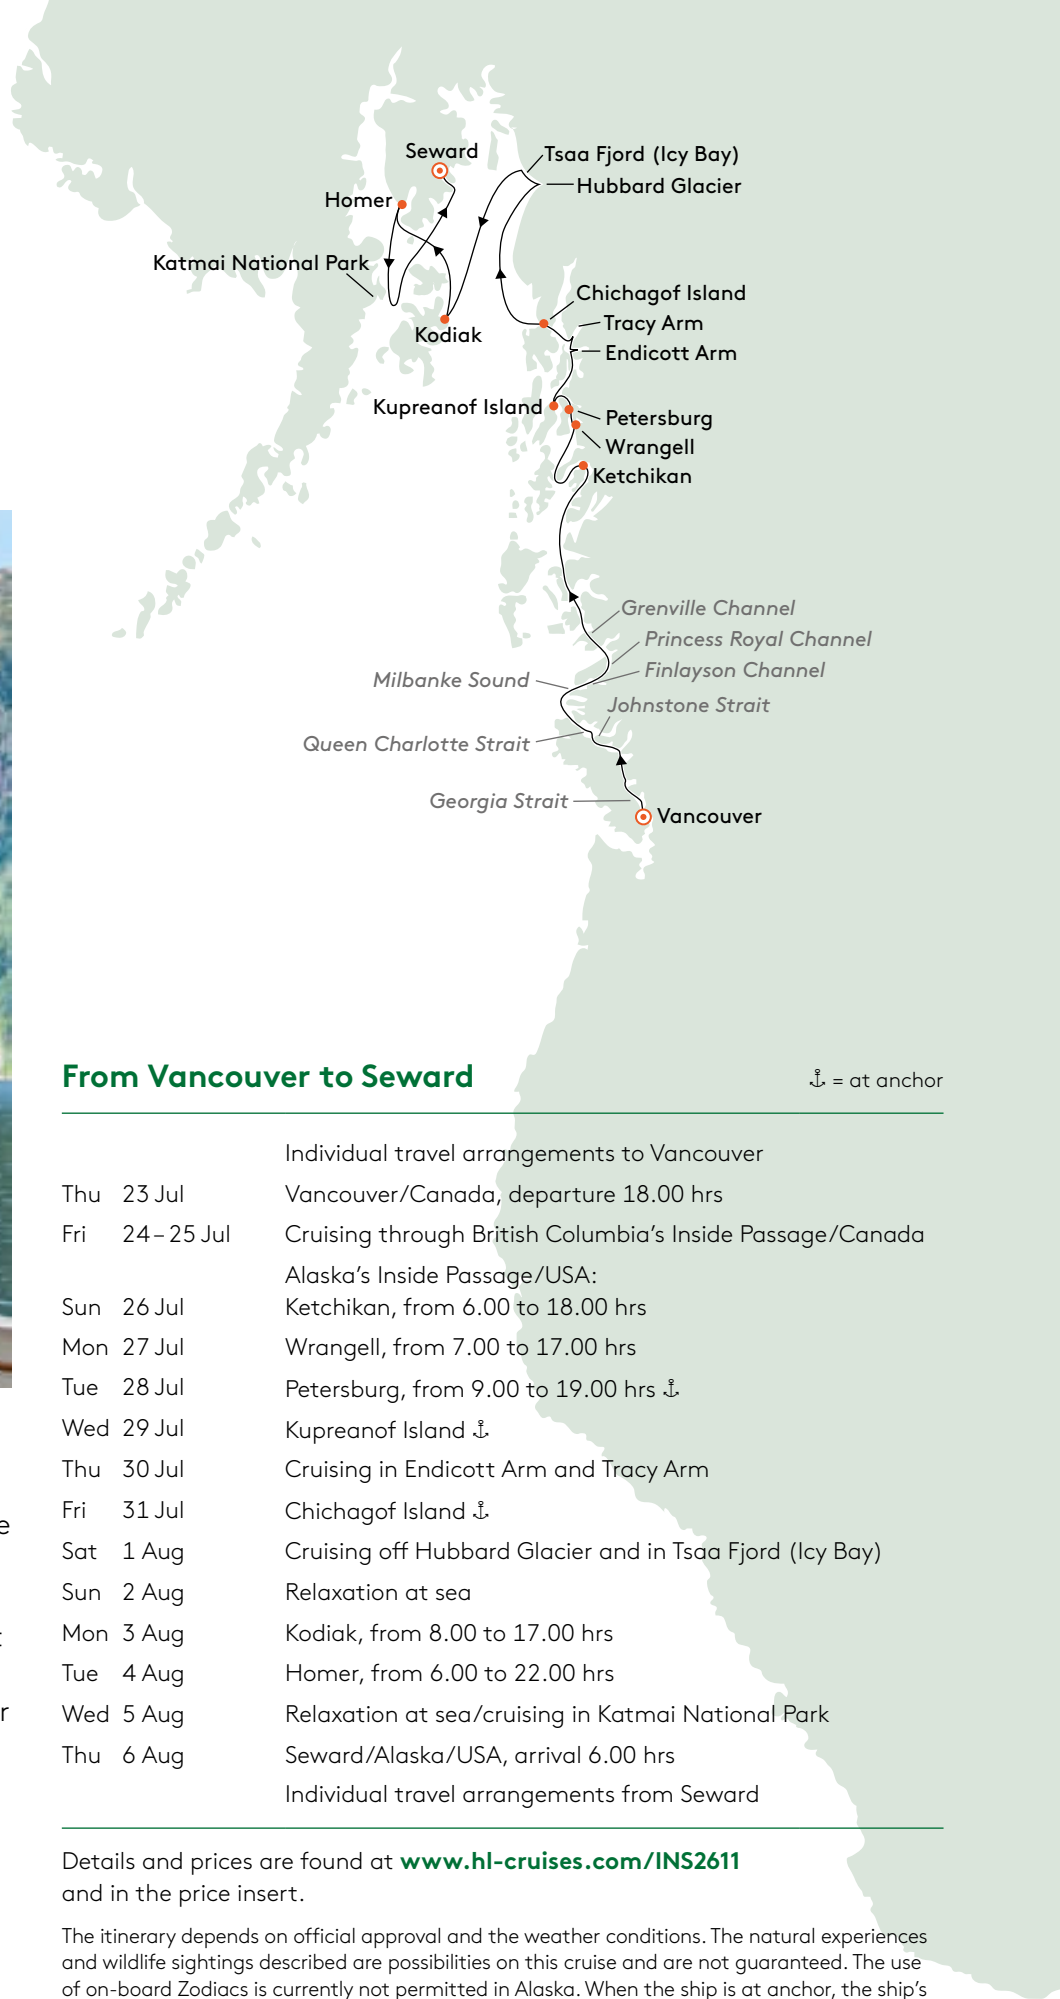 Seward
Tsaa Fjord (Icy Bay)
Hubbard Glacier
Homer
Katmai National Park
Chichagof Island
Tracy Arm
Kodiak
Endicott Arm
Kupreanof Island
Petersburg
Wrangell
Ketchikan
Grenville Channel
Princess Royal Channel
Finlayson Channel
Milbanke Sound
Johnstone Strait
Queen Charlotte Strait
Georgia Strait
Vancouver
From Vancouver to Seward ⚓ = at anchor
Individual travel arrangements to Vancouver
Thu 23 Jul Vancouver/Canada, departure 18.00 hrs
Fri 24–25 Jul Cruising through British Columbia’s Inside Passage/Canada
Alaska’s Inside Passage/USA:
Sun 26 Jul Ketchikan, from 6.00 to 18.00 hrs
Mon 27 Jul Wrangell, from 7.00 to 17.00 hrs
Tue 28 Jul Petersburg, from 9.00 to 19.00 hrs ⚓
Wed 29 Jul Kupreanof Island ⚓
Thu 30 Jul Cruising in Endicott Arm and Tracy Arm
Fri 31 Jul Chichagof Island ⚓
Sat 1 Aug Cruising off Hubbard Glacier and in Tsaa Fjord (Icy Bay)
Sun 2 Aug Relaxation at sea
Mon 3 Aug Kodiak, from 8.00 to 17.00 hrs
Tue 4 Aug Homer, from 6.00 to 22.00 hrs
Wed 5 Aug Relaxation at sea/cruising in Katmai National Park
Thu 6 Aug Seward/Alaska/USA, arrival 6.00 hrs
Individual travel arrangements from Seward
Details and prices are found at www.hl-cruises.com/INS2611
and in the price insert.
The itinerary depends on official approval and the weather conditions. The natural experiences
and wildlife sightings described are possibilities on this cruise and are not guaranteed. The use
of on-board Zodiacs is currently not permitted in Alaska. When the ship is at anchor, the ship’s